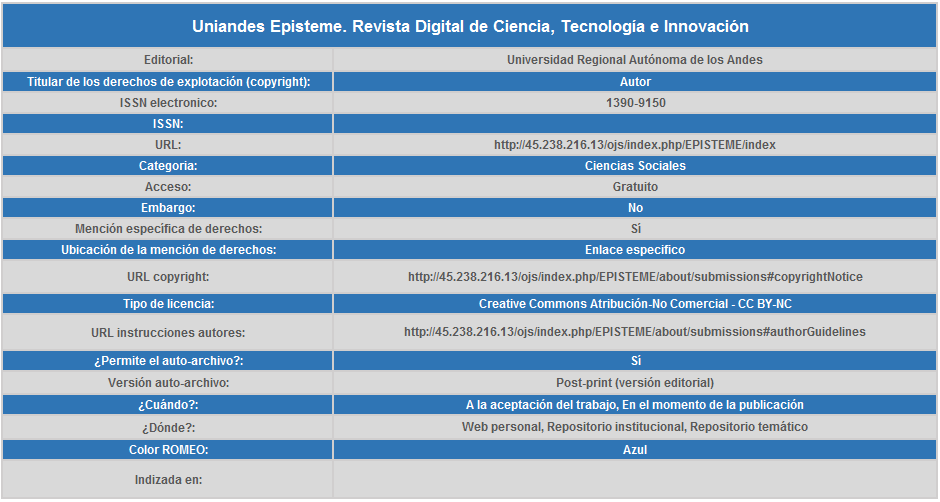 Uniandes Episteme. Revista Digital de Ciencia, Tecnología e Innovación
Editorial: Universidad Regional Autónoma de los Andes
Titular de los derechos de explotación (copyright): Autor
ISSN electronico: 1390-9150
ISSN:
URL: http://45.238.216.13/ojs/index.php/EPISTEME/index
Categoria: Ciencias Sociales
Acceso: Gratuito
Embargo: No
Mención específica de derechos: Sí
Ubicación de la mención de derechos: Enlace especifico
URL copyright: http://45.238.216.13/ojs/index.php/EPISTEME/about/submissions#copyrightNotice
Tipo de licencia: Creative Commons Atribución-No Comercial - CC BY-NC
URL instrucciones autores: http://45.238.216.13/ojs/index.php/EPISTEME/about/submissions#authorGuidelines
¿Permite el auto-archivo?: Sí
Versión auto-archivo: Post-print (versión editorial)
¿Cuándo?: A la aceptación del trabajo, En el momento de la publicación
¿Dónde?: Web personal, Repositorio institucional, Repositorio temático
Color ROMEO: Azul
Indizada en: